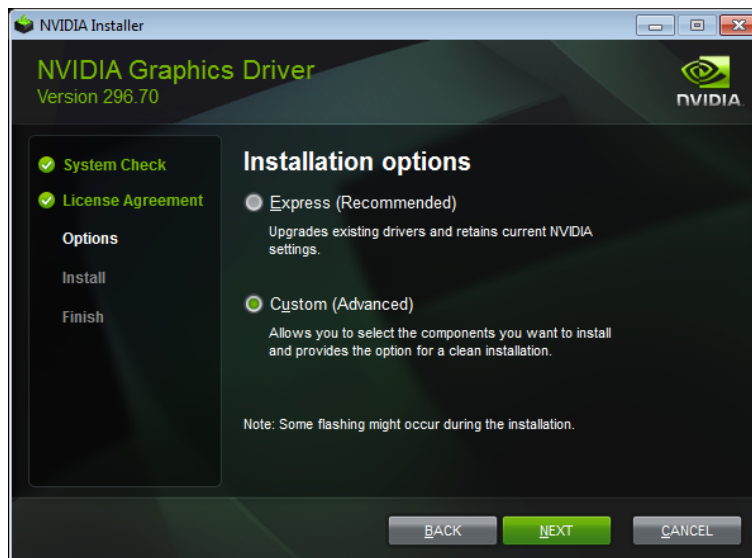 NVIDIA Installer
NVIDIA Graphics Driver
Version 296.70
NVIDIA.
System Check
License Agreement
Options
Install
Finish
Installation options
Express (Recommended)
Upgrades existing drivers and retains current NVIDIA
settings.
Custom (Advanced)
Allows you to select the components you want to install
and provides the option for a clean installation.
Note: Some flashing might occur during the installation.
BACK
NEXT
CANCEL